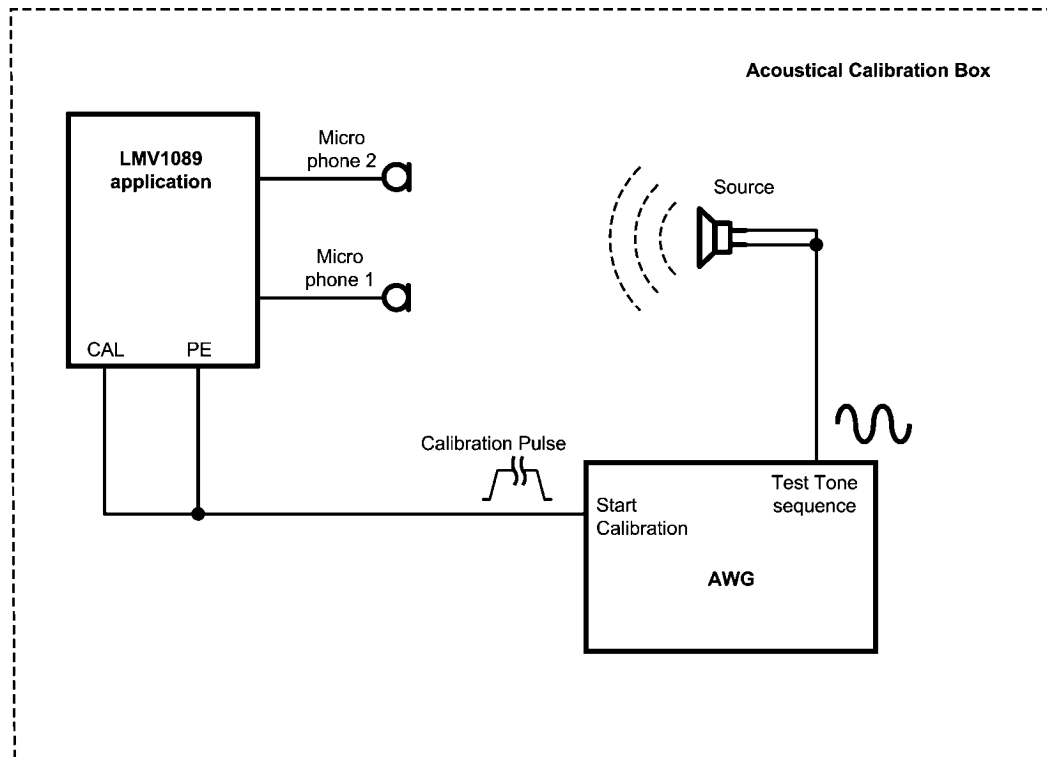 Acoustical Calibration Box
LMV1089
application
Micro
phone 2
Micro
phone 1
CAL
PE
Source
Calibration Pulse
Test Tone
sequence
Start
Calibration
AWG